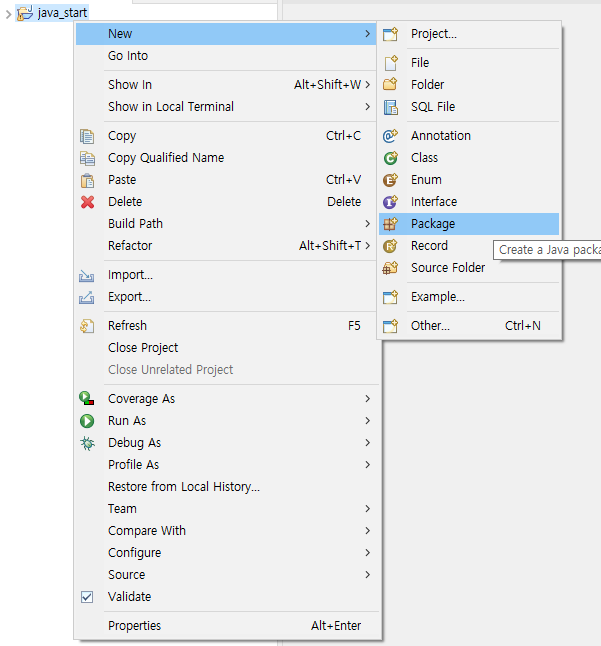 java_start
New
Go Into
Show In Alt+Shift+W
Show in Local Terminal
Copy Ctrl+C
Copy Qualified Name
Paste Ctrl+V
Delete Delete
Build Path
Refactor Alt+Shift+T
Import...
Export...
Refresh F5
Close Project
Close Unrelated Project
Coverage As
Run As
Debug As
Profile As
Restore from Local History...
Team
Compare With
Configure
Source
Validate
Properties Alt+Enter
Project...
File
Folder
SQL File
Annotation
Class
Enum
Interface
Package
Record
Create a Java packa
Source Folder
Example...
Other... Ctrl+N